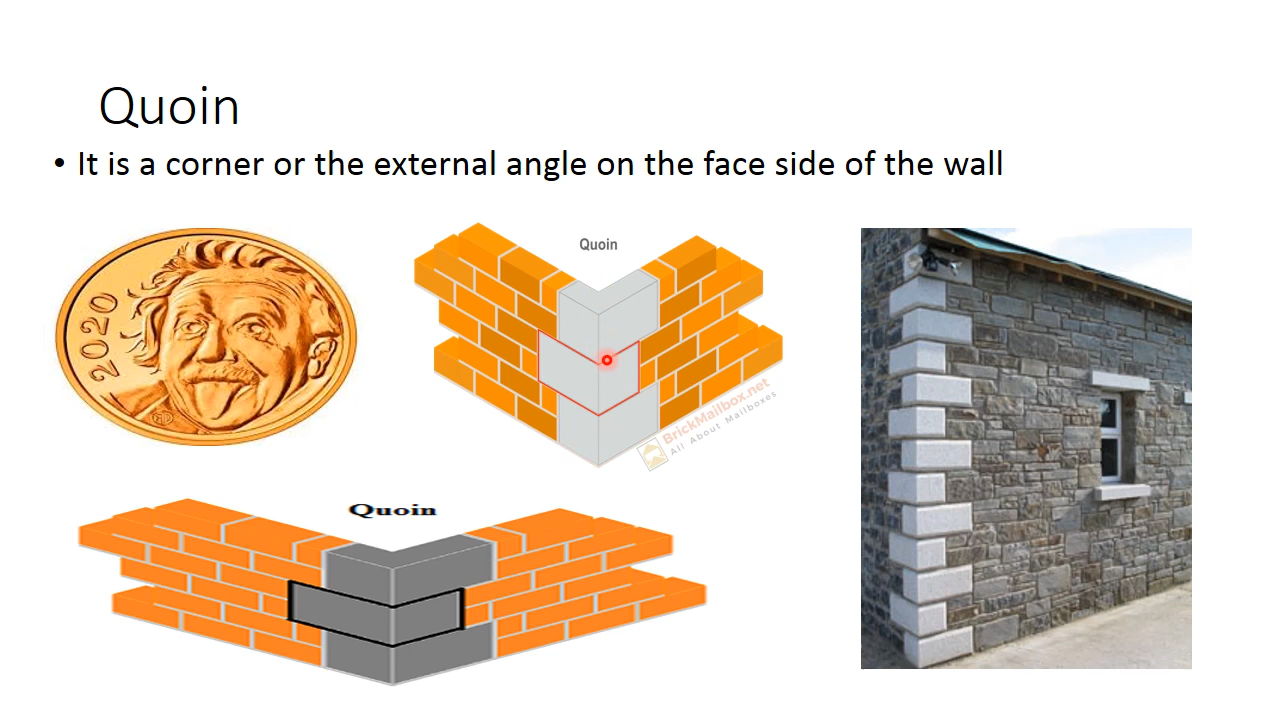 Quoin
• It is a corner or the external angle on the face side of the wall
2020
Quoin
BrickMailbox.net
All About Mailboxes
Quoin